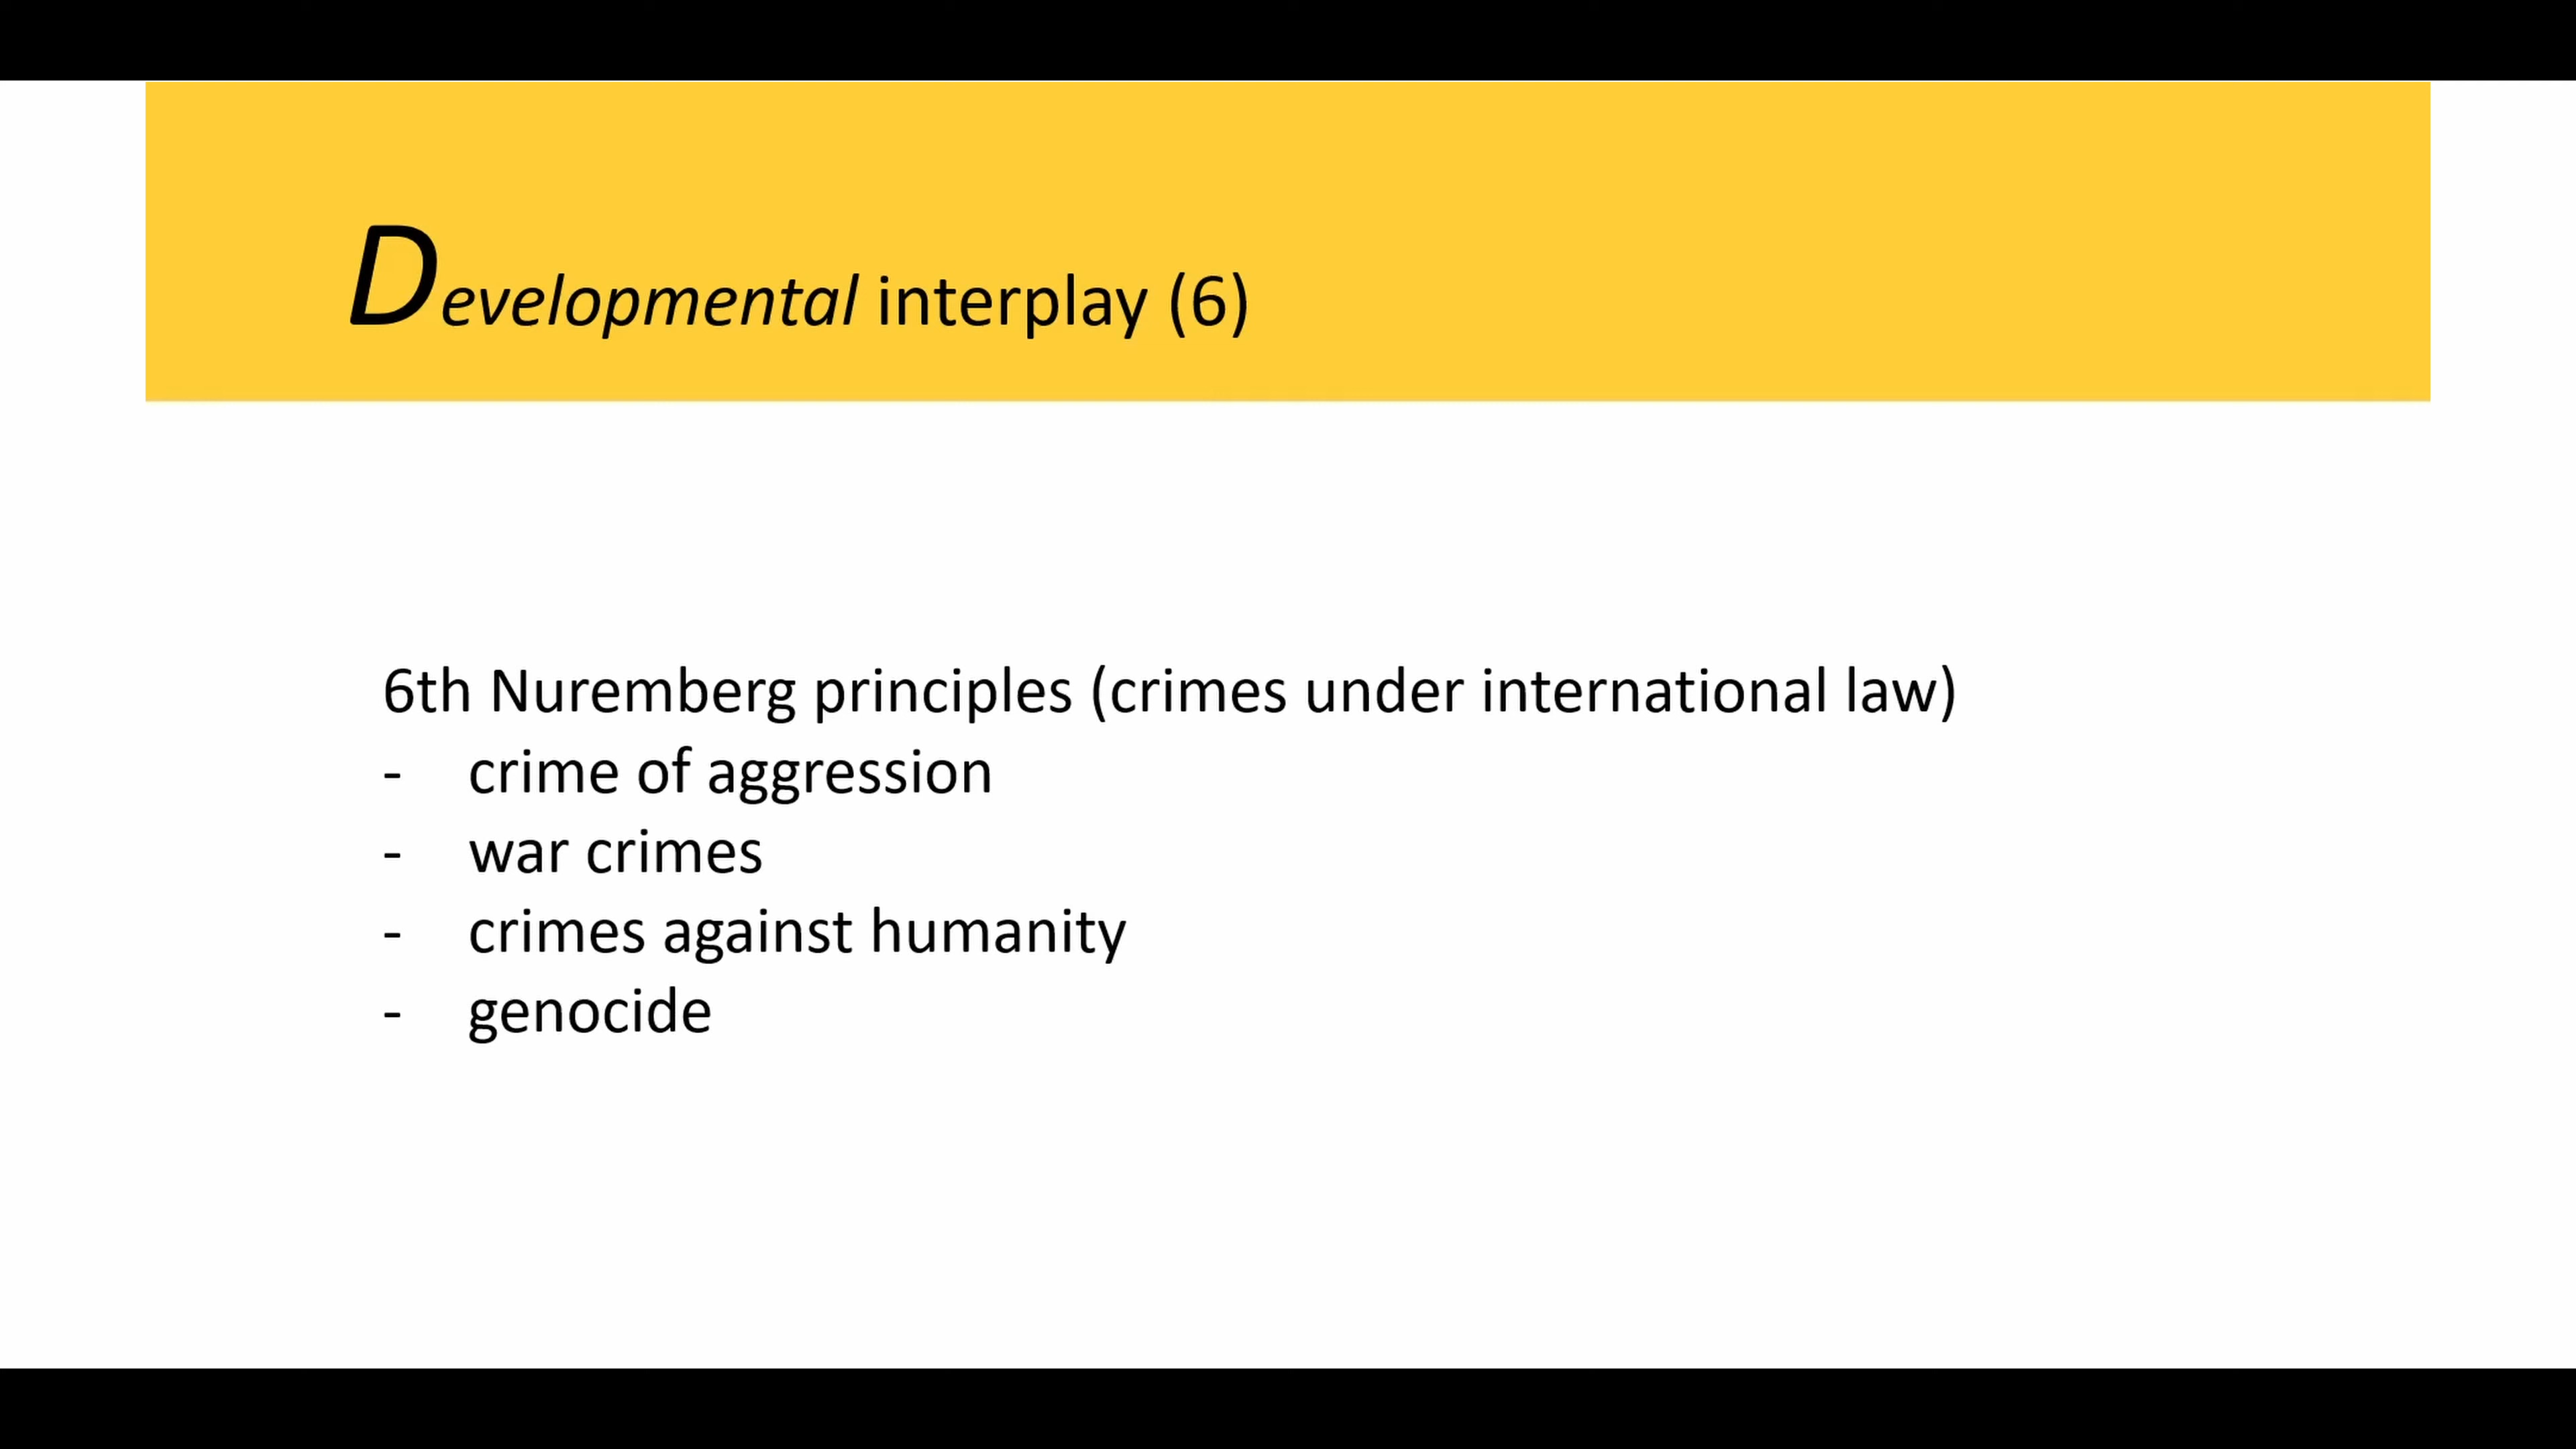 Developmental interplay (6)
6th Nuremberg principles (crimes under international law)
- crime of aggression
- war crimes
- crimes against humanity
- genocide